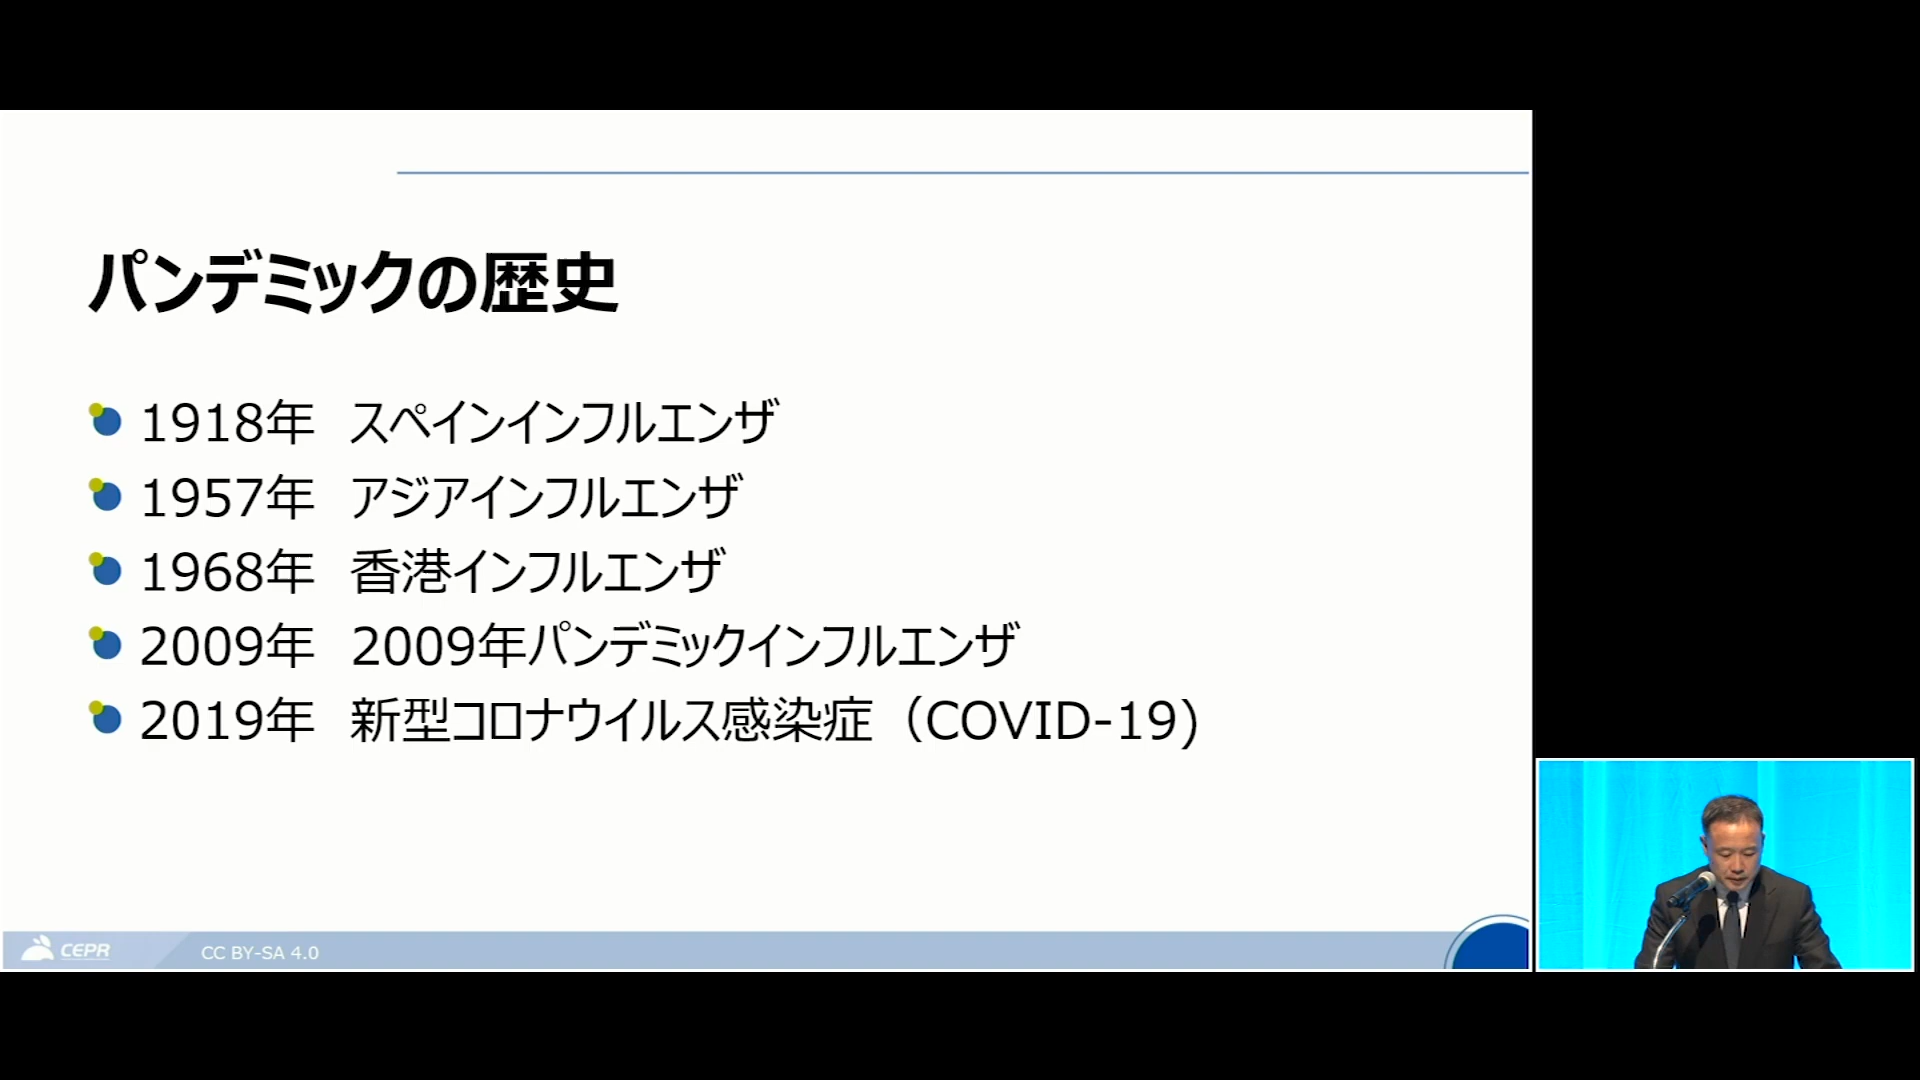 パンデミックの歴史
1918年 スペインインフルエンザ
1957年 アジアインフルエンザ
1968年 香港インフルエンザ
2009年 2009年パンデミックインフルエンザ
2019年 新型コロナウイルス感染症（COVID-19)
CEPR
CC BY-SA 4.0